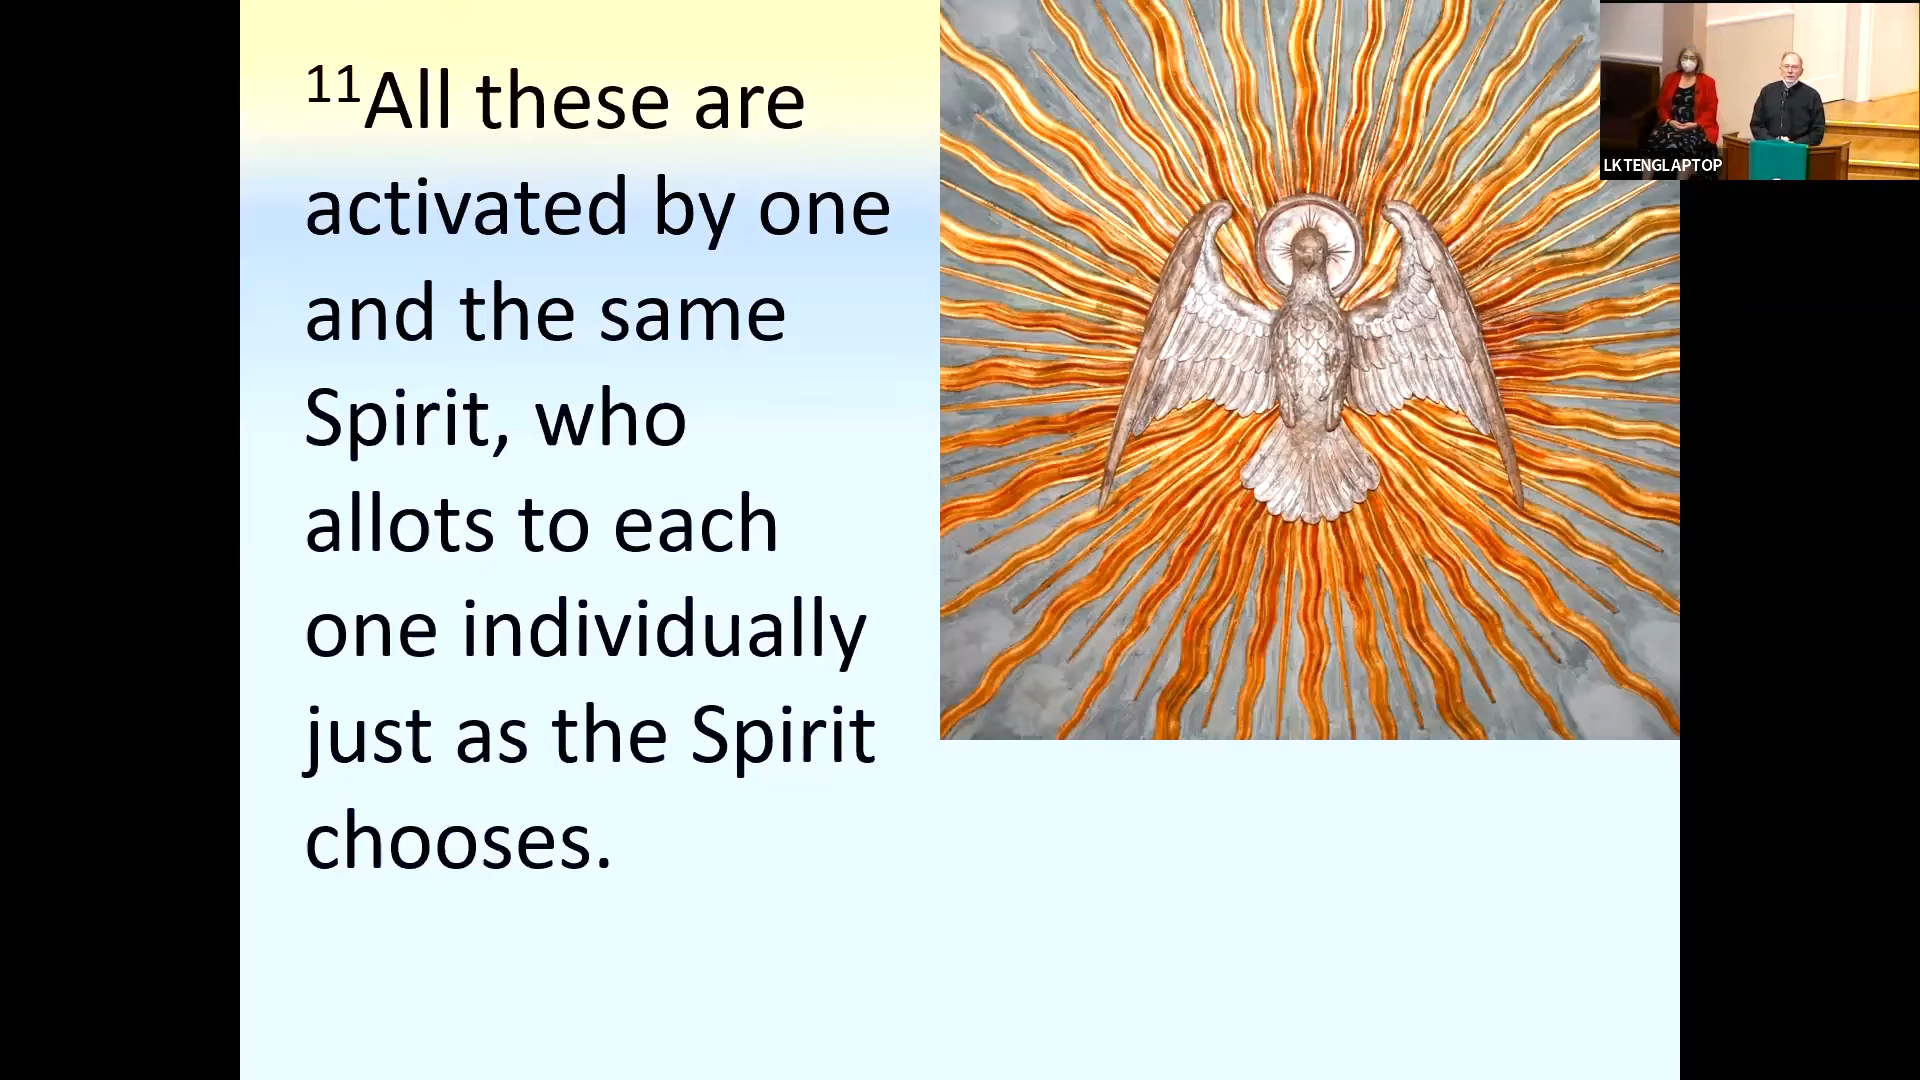 11All these are
activated by one
and the same
Spirit, who
allots to each
one individually
just as the Spirit
chooses.
LKTENGLAPTOP